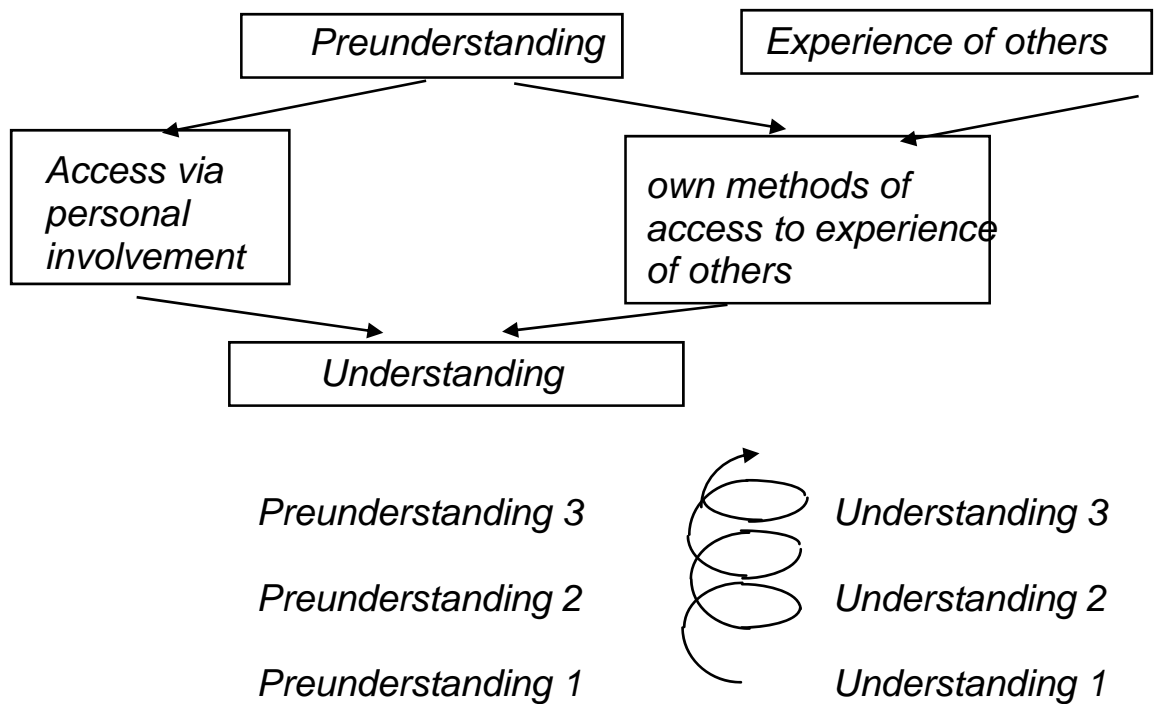 Preunderstanding
Experience of others
Access via
personal
involvement
own methods of
access to experience
of others
Understanding
Preunderstanding 3
Understanding 3
Preunderstanding 2
Understanding 2
Preunderstanding 1
Understanding 1